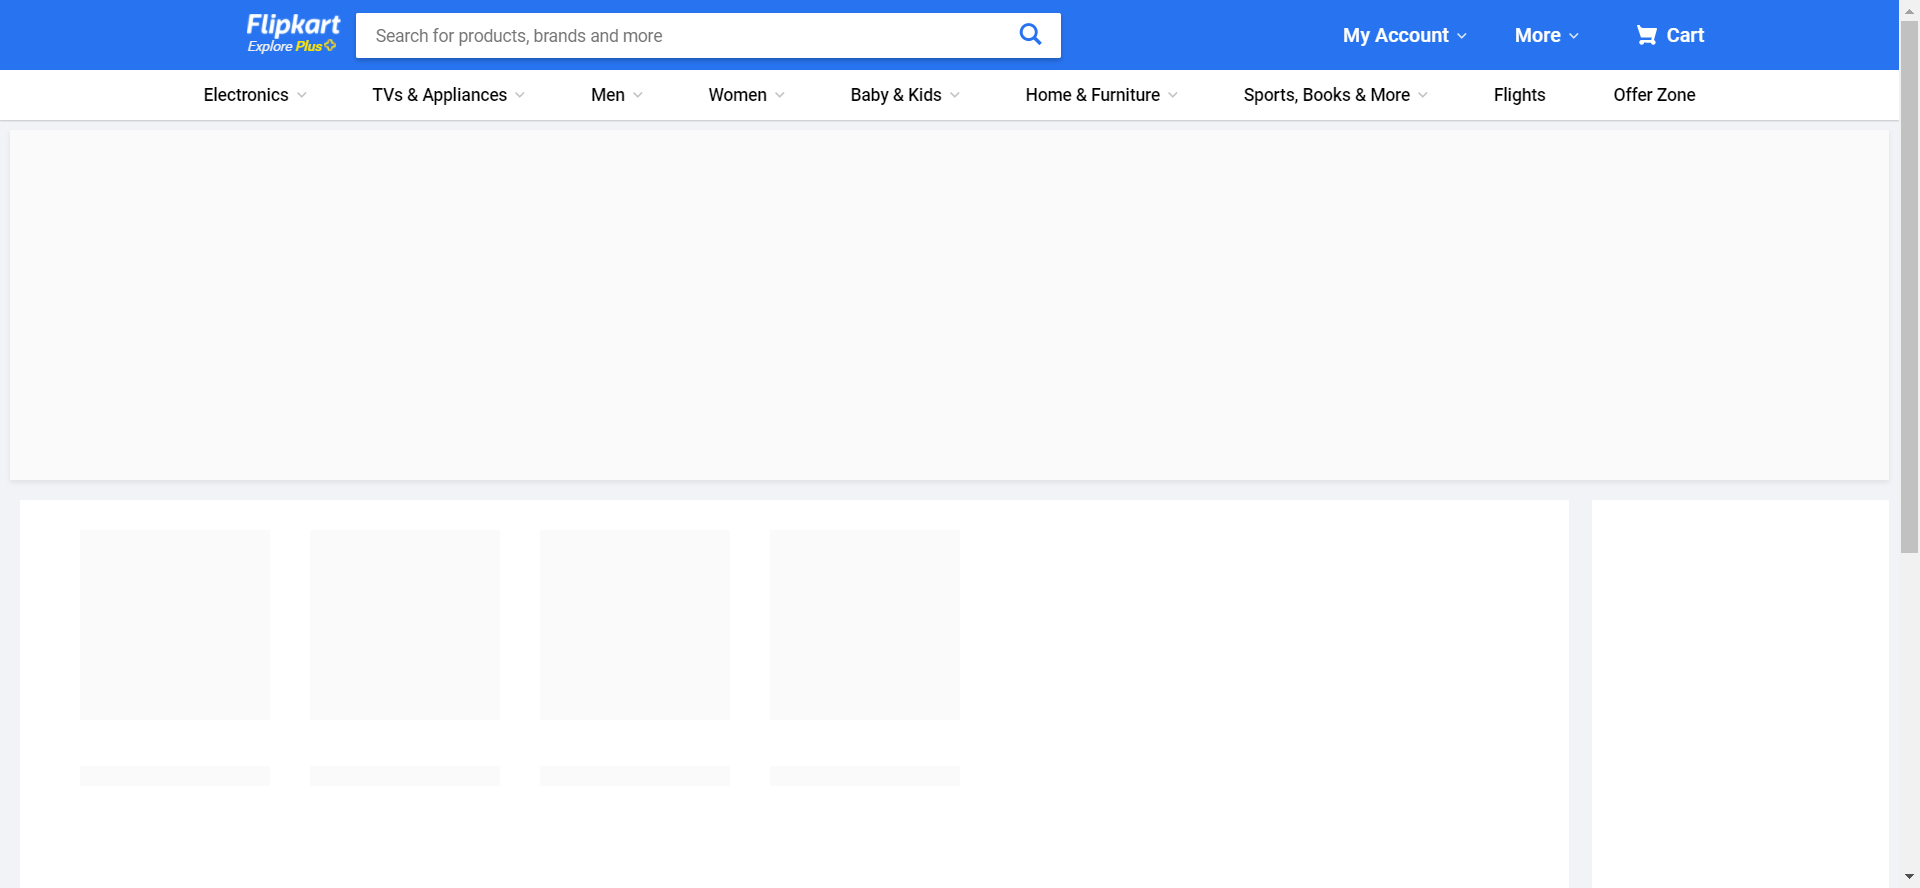 Flipkart
Explore Plus
Search for products, brands and more
My Account
More
Cart
Electronics
TVs & Appliances
Men
Women
Baby & Kids
Home & Furniture
Sports, Books & More
Flights
Offer Zone